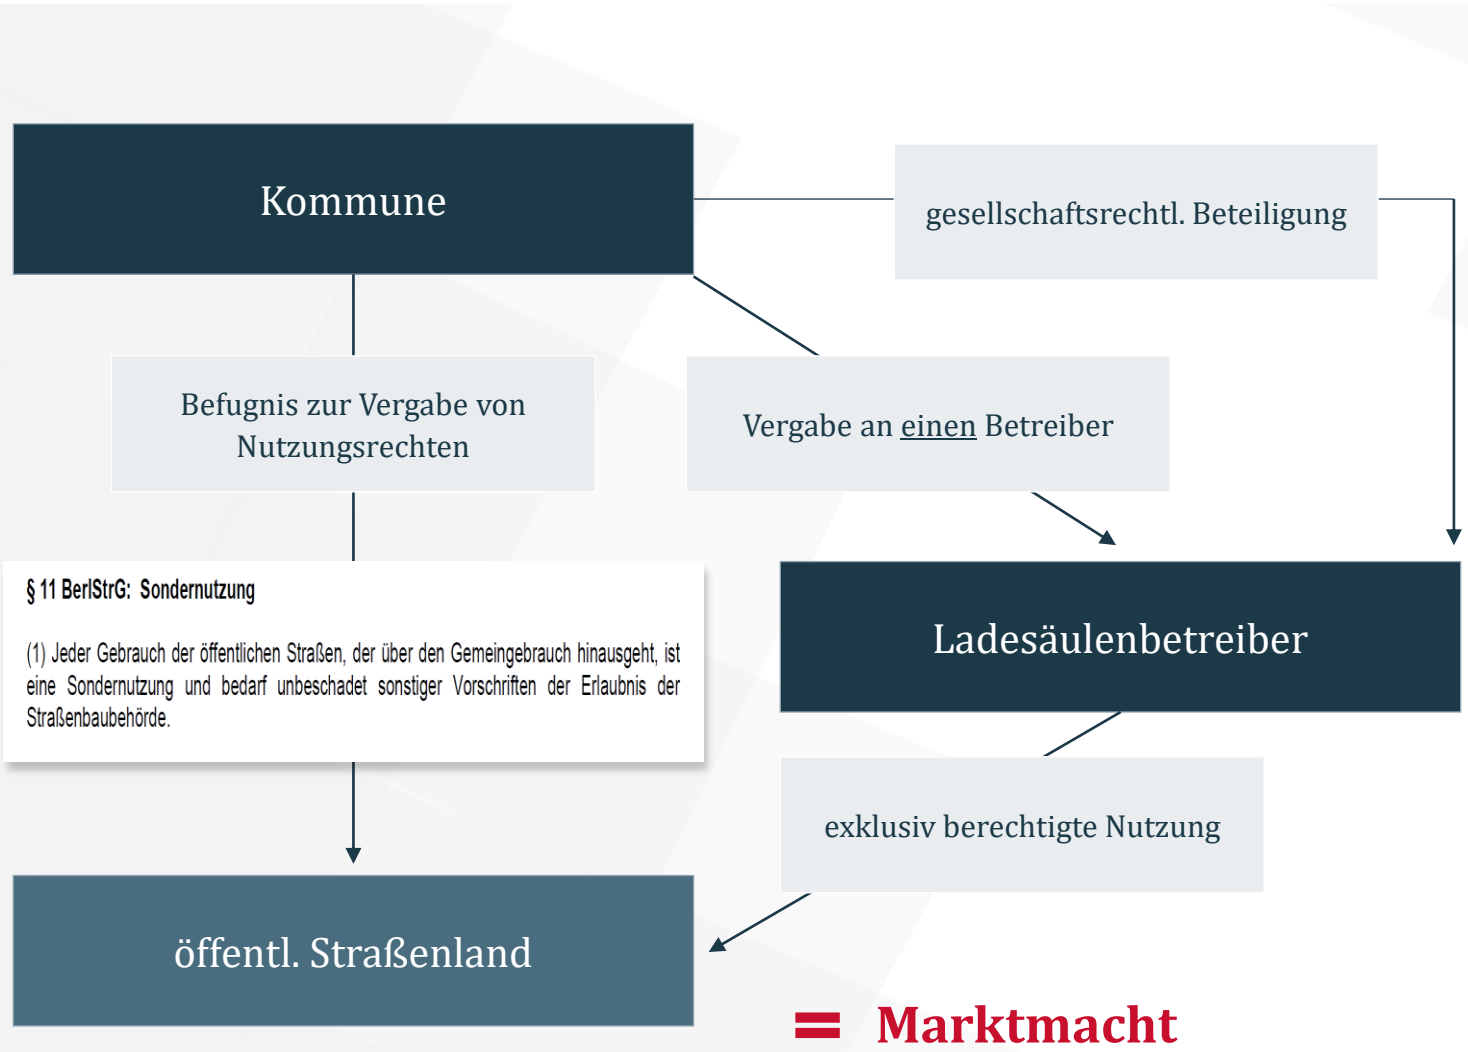 Kommune
gesellschaftsrechtl. Beteiligung
Befugnis zur Vergabe von
Nutzungsrechten
Vergabe an einen Betreiber
§ 11 BerlStrG: Sondernutzung
(1) Jeder Gebrauch der öffentlichen Straßen, der über den Gemeingebrauch hinausgeht, ist
eine Sondernutzung und bedarf unbeschadet sonstiger Vorschriften der Erlaubnis der
Straßenbaubehörde.
Ladesäulenbetreiber
exklusiv berechtigte Nutzung
öffentl. Straßenland
= Marktmacht